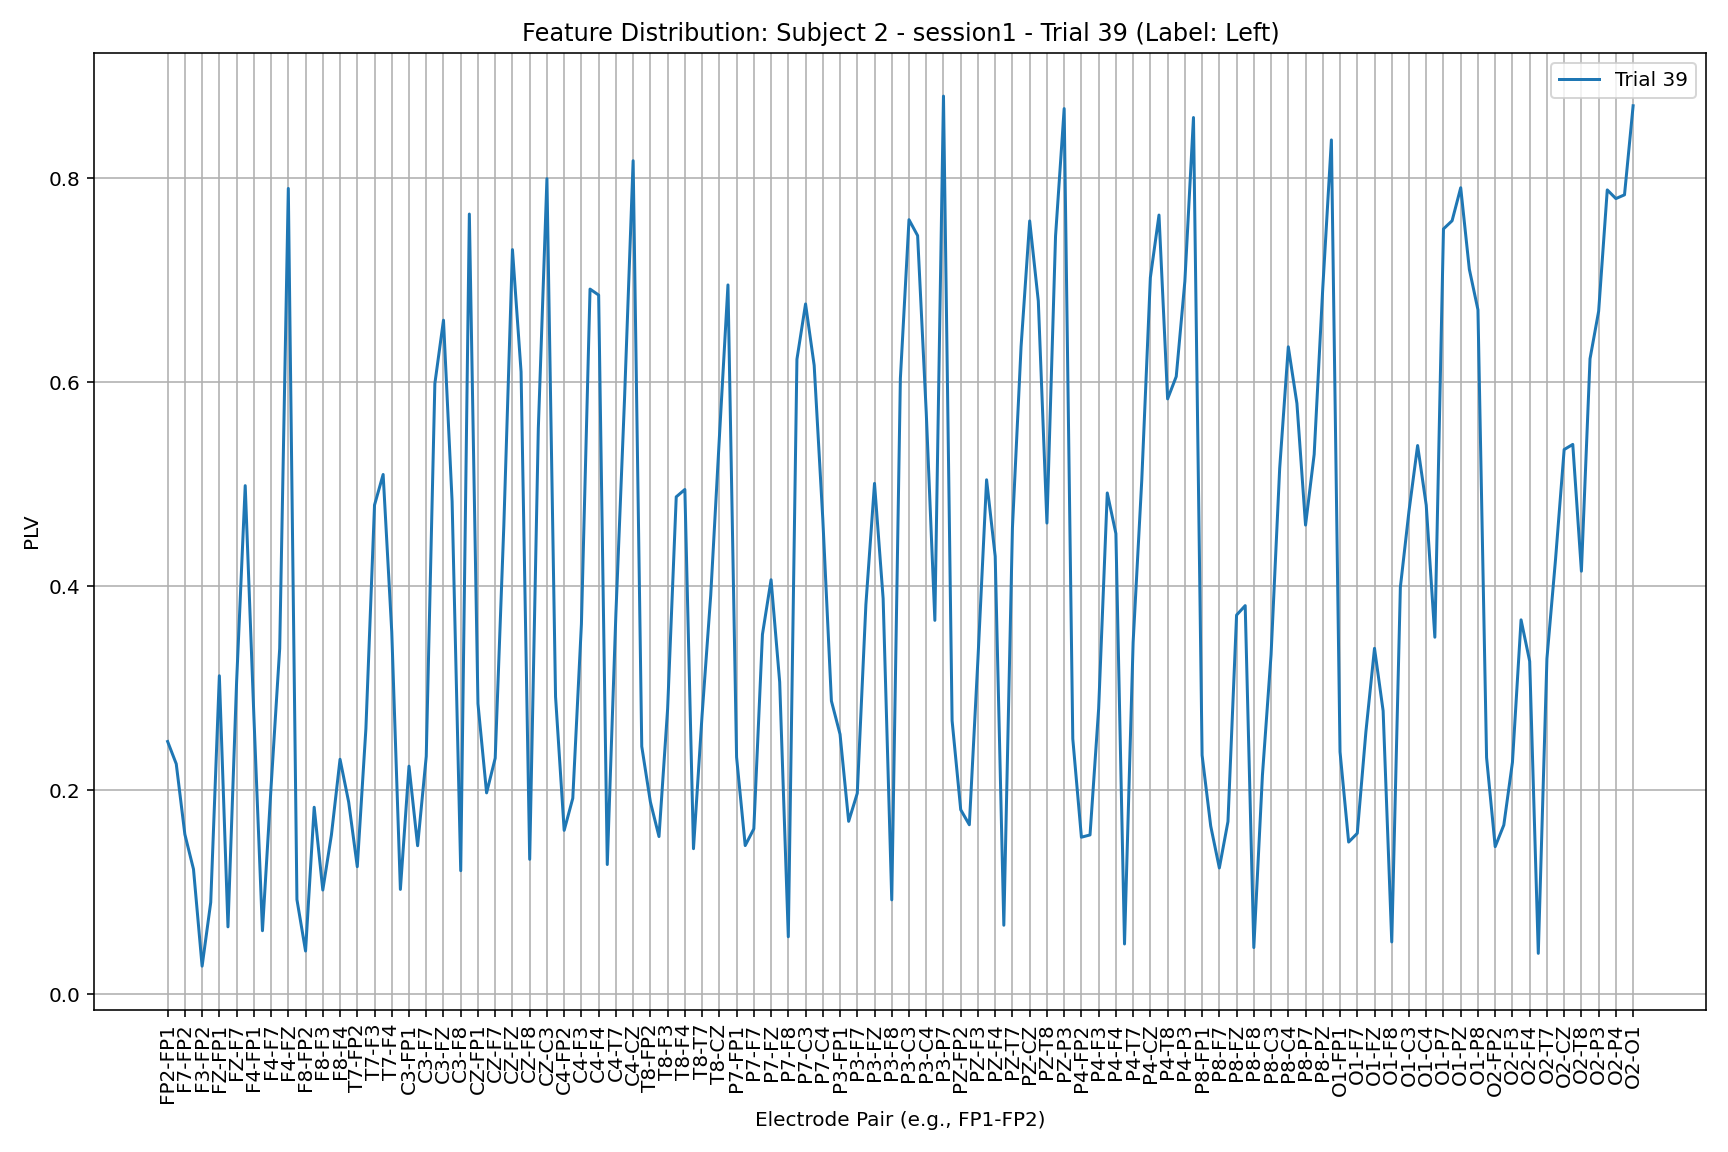 Feature Distribution: Subject 2 - session1 - Trial 39 (Label: Left)
Trial 39
PLV
0.8
0.6
0.4
0.2
0.0
FP2-FP1
F7-FP2
F3-FP2
FZ-FP1
FZ-F7
F4-FP1
F4-F7
F4-FZ
F8-FP2
F8-F3
F8-F4
T7-FP2
T7-F3
T7-F4
C3-FP1
C3-F7
C3-FZ
C3-F8
CZ-FP1
CZ-F7
CZ-FZ
CZ-F8
CZ-C3
C4-FP2
C4-F3
C4-F4
C4-T7
C4-CZ
T8-FP2
T8-F3
T8-F4
T8-T7
T8-CZ
P7-FP1
P7-F7
P7-FZ
P7-F8
P7-C3
P7-C4
P3-FP1
P3-F7
P3-FZ
P3-F8
P3-C3
P3-C4
P3-P7
PZ-FP2
PZ-F3
PZ-F4
PZ-T7
PZ-CZ
PZ-T8
PZ-P3
P4-FP2
P4-F3
P4-F4
P4-T7
P4-CZ
P4-T8
P4-P3
P8-FP1
P8-F7
P8-FZ
P8-F8
P8-C3
P8-C4
P8-P7
P8-PZ
O1-FP1
O1-F7
O1-FZ
O1-F8
O1-C3
O1-C4
O1-P7
O1-PZ
O1-P8
O2-FP2
O2-F3
O2-F4
O2-T7
O2-CZ
O2-T8
O2-P3
O2-P4
O2-O1
Electrode Pair (e.g., FP1-FP2)